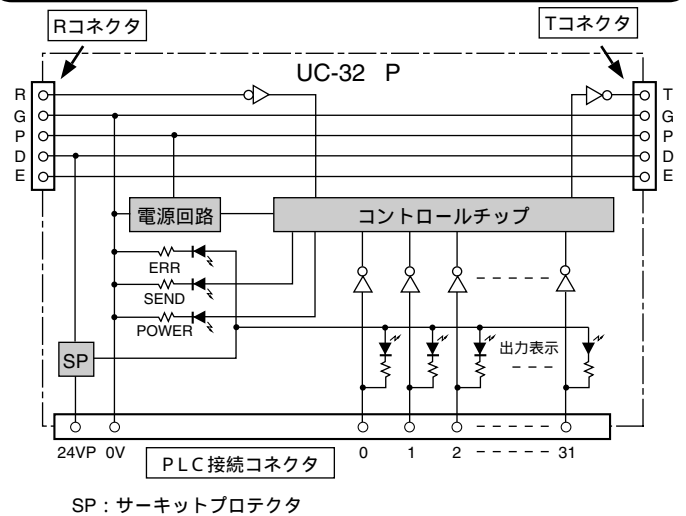 Rコネクタ
Tコネクタ
UC-32 P
R
G
P
D
E
T
G
P
D
E
電源回路
コントロールチップ
ERR
SEND
POWER
出力表示
SP
24VP
0V
PLC接続コネクタ
0
1
2
31
SP：サーキットプロテクタ